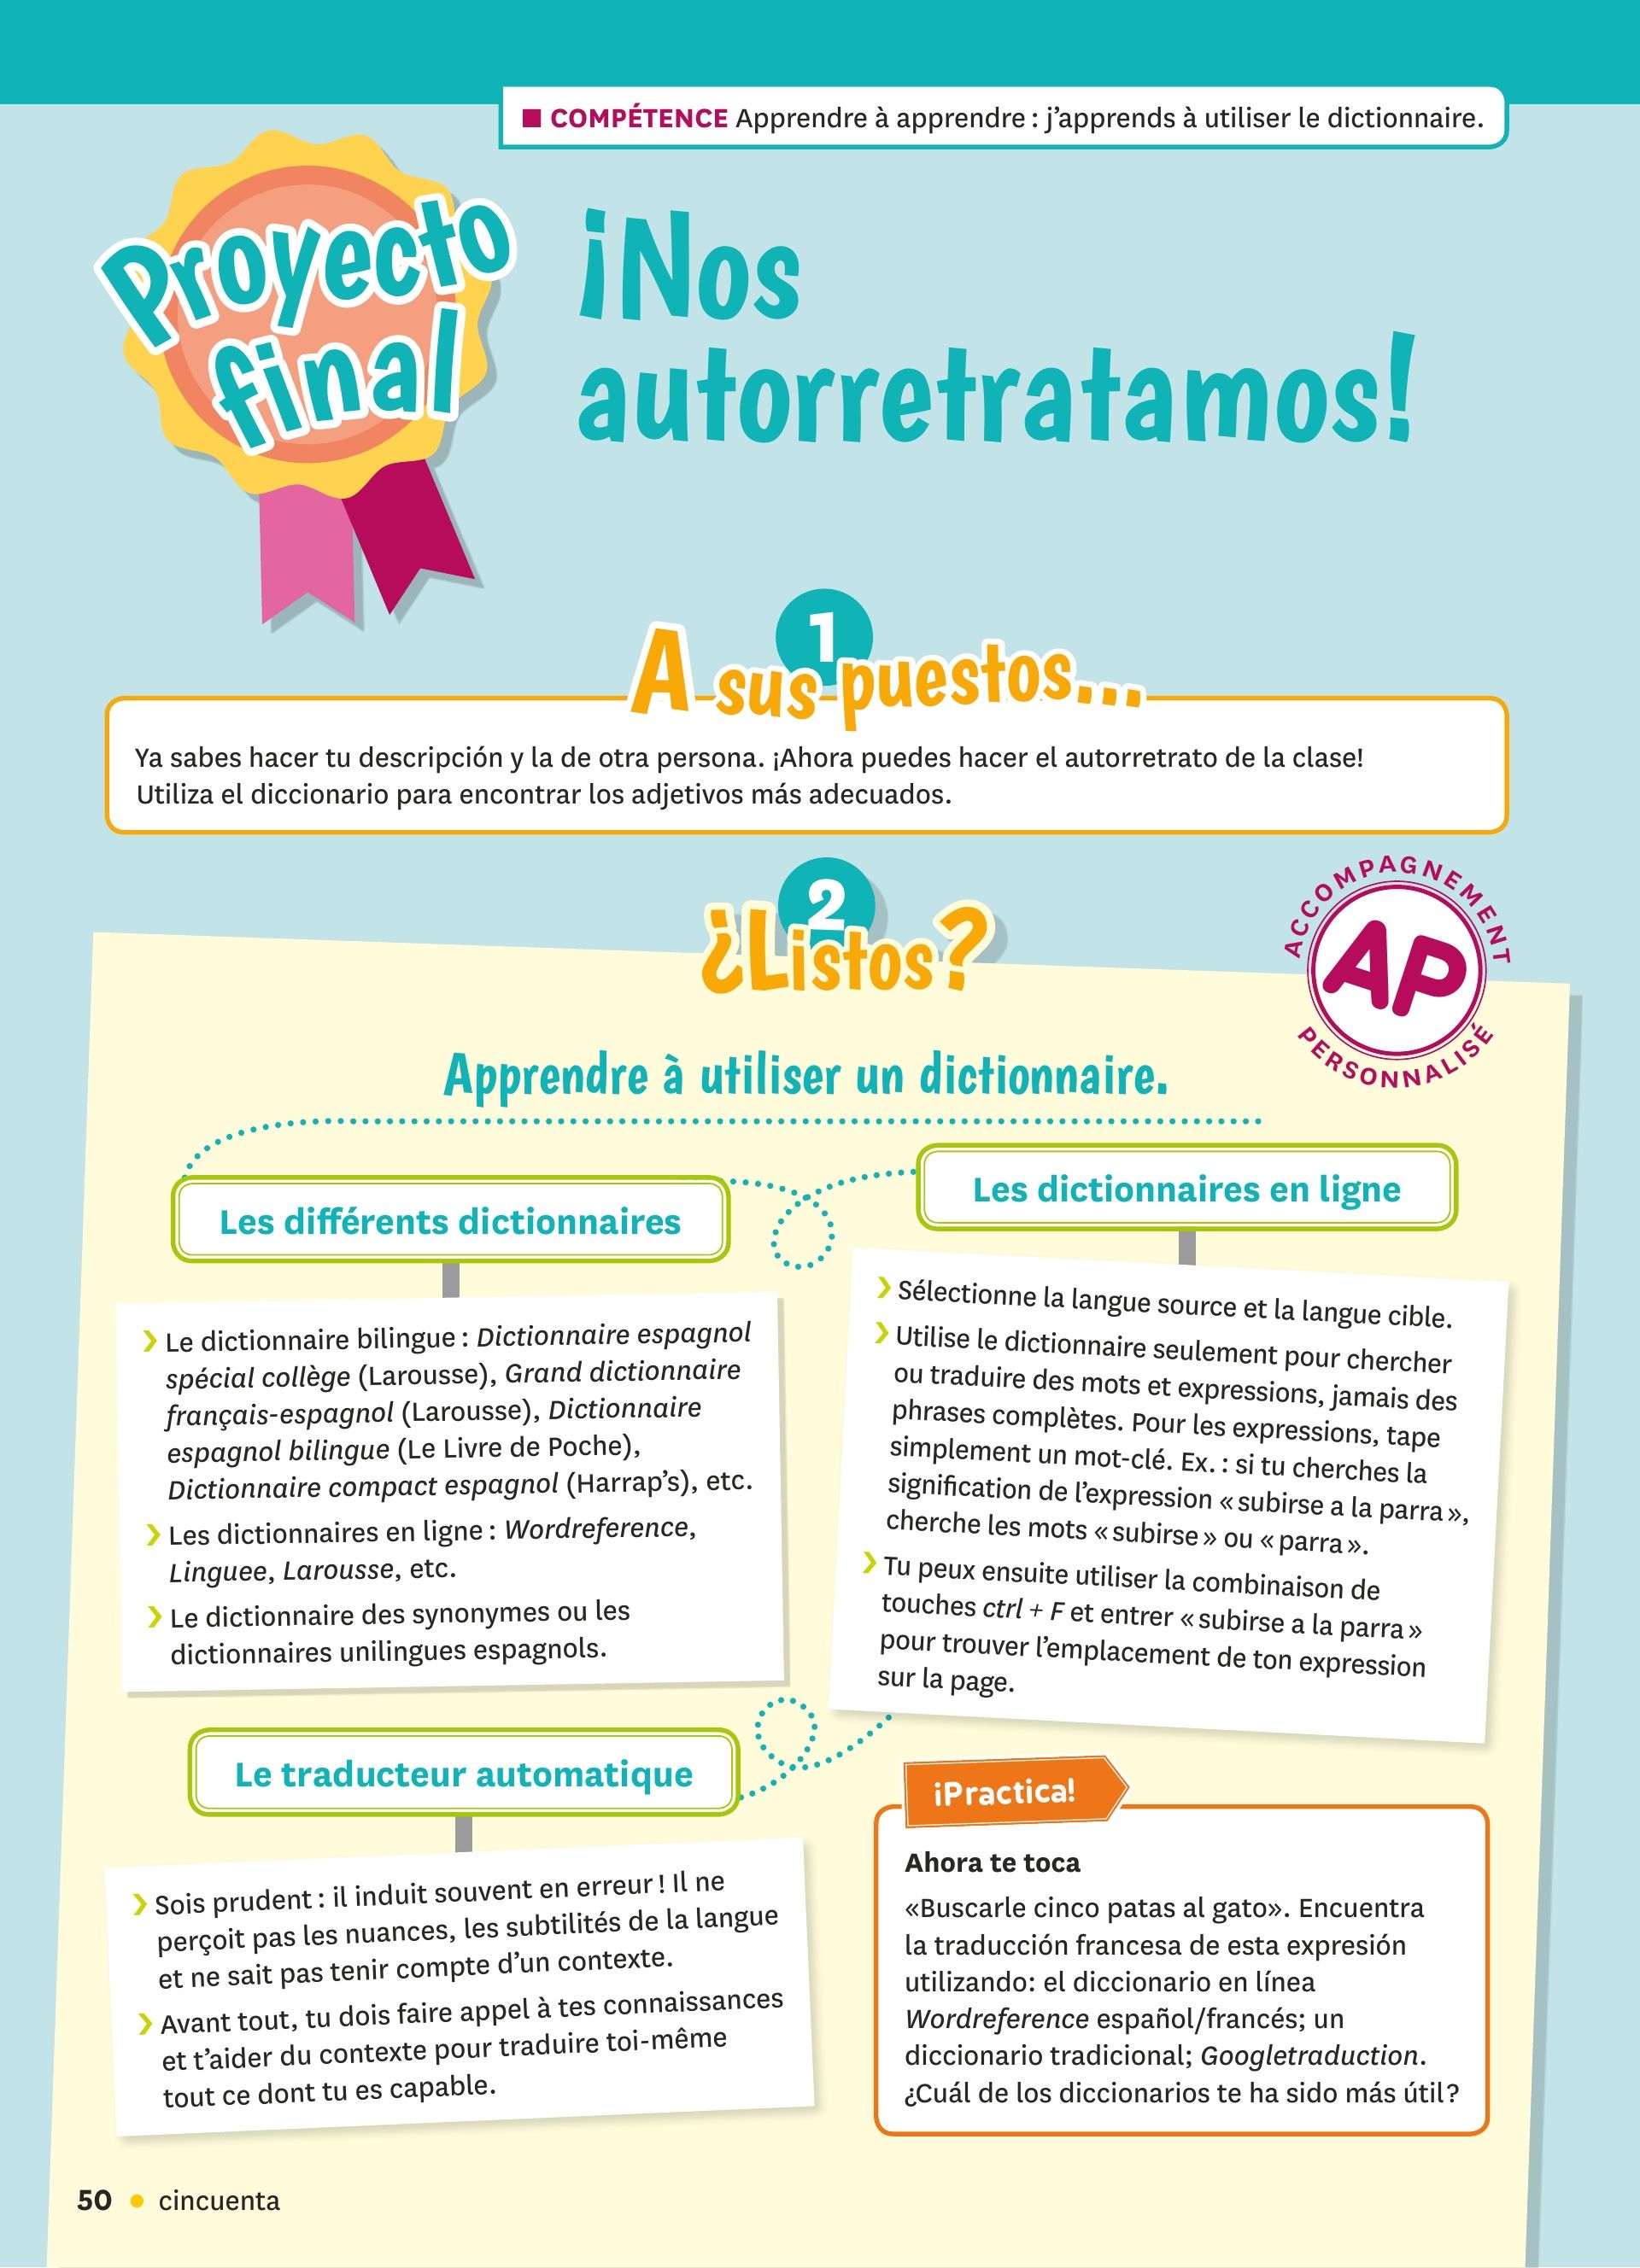 ■ COMPÉTENCE Apprendre à apprendre : j’apprends à utiliser le dictionnaire.
Proyecto
final
¡Nos
autorretratamos!
1
A sus puestos...
Ya sabes hacer tu descripción y la de otra persona. ¡Ahora puedes hacer el autorretrato de la clase!
Utiliza el diccionario para encontrar los adjetivos más adecuados.
2
¿Listos?
ACCOMPAGNEMENT
AP
PERSONNALISÉ
Apprendre à utiliser un dictionnaire.
Les différents dictionnaires
› Le dictionnaire bilingue : Dictionnaire espagnol
spécial collège (Larousse), Grand dictionnaire
français-espagnol (Larousse), Dictionnaire
espagnol bilingue (Le Livre de Poche),
Dictionnaire compact espagnol (Harrap’s), etc.
› Les dictionnaires en ligne : Wordreference,
Linguee, Larousse, etc.
› Le dictionnaire des synonymes ou les
dictionnaires unilingues espagnols.
Les dictionnaires en ligne
› Sélectionne la langue source et la langue cible.
› Utilise le dictionnaire seulement pour chercher
ou traduire des mots et expressions, jamais des
phrases complètes. Pour les expressions, tape
simplement un mot-clé. Ex. : si tu cherches la
signification de l’expression « subirse a la parra »,
cherche les mots « subirse » ou « parra ».
› Tu peux ensuite utiliser la combinaison de
touches ctrl + F et entrer « subirse a la parra »
pour trouver l’emplacement de ton expression
sur la page.
Le traducteur automatique
› Sois prudent : il induit souvent en erreur ! Il ne
perçoit pas les nuances, les subtilités de la langue
et ne sait pas tenir compte d’un contexte.
› Avant tout, tu dois faire appel à tes connaissances
et t’aider du contexte pour traduire toi-même
tout ce dont tu es capable.
¡Practica!
Ahora te toca
«Buscarle cinco patas al gato». Encuentra
la traducción francesa de esta expresión
utilizando: el diccionario en línea
Wordreference español/francés; un
diccionario tradicional; Googletraduction.
¿Cuál de los diccionarios te ha sido más útil?
50 • cincuenta